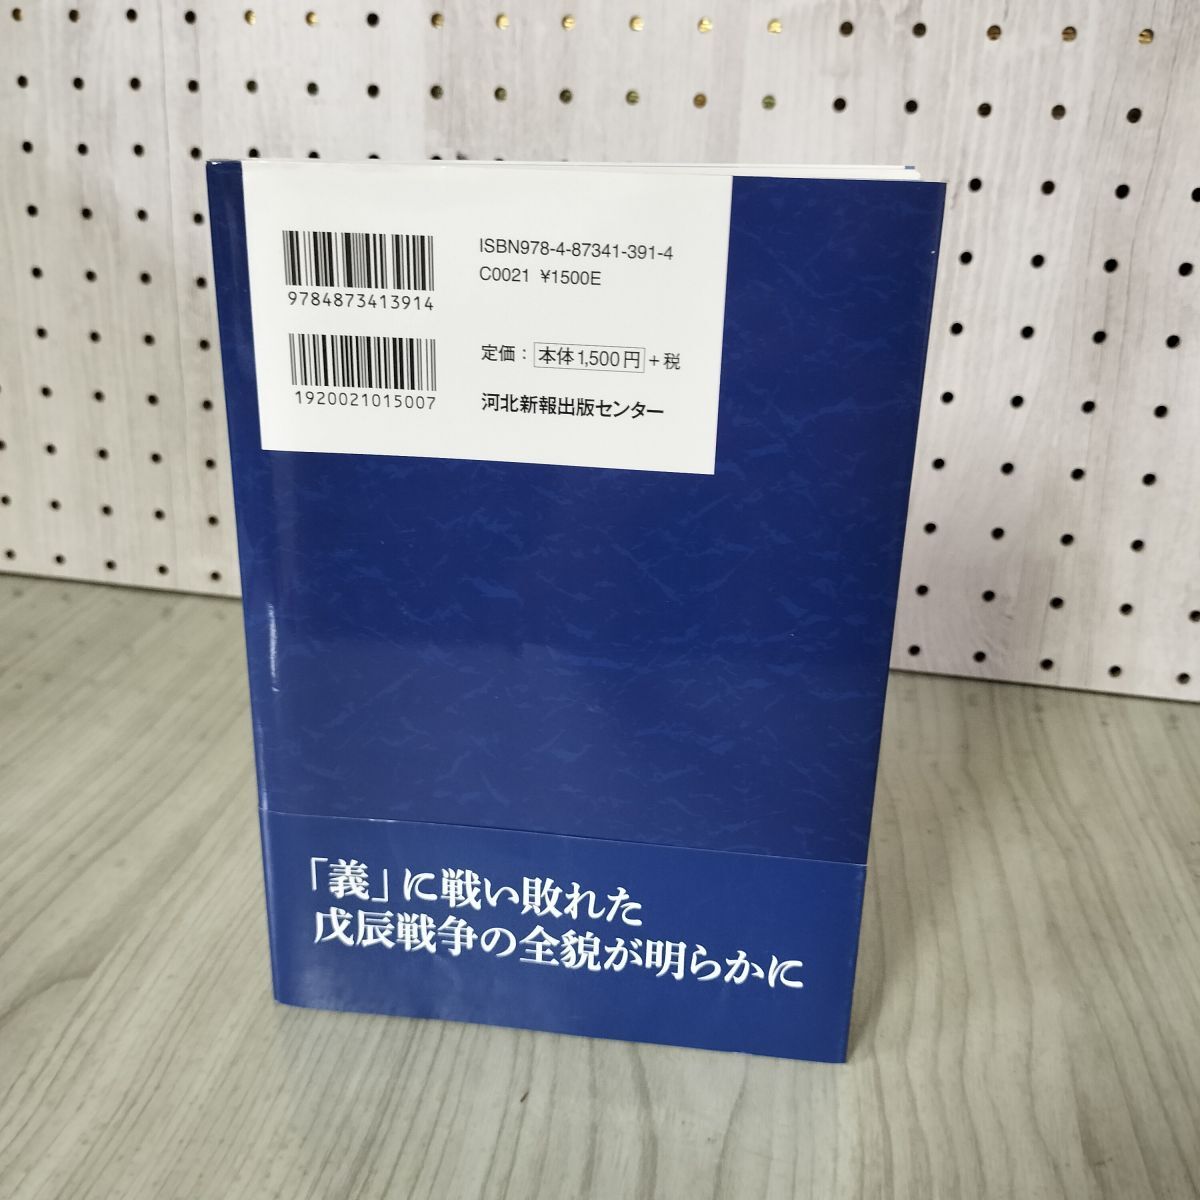 ISBN978-4-87341-391-4
C0021 ¥1500E
9784873413914
定価：本体1,500円+税
1920021015007
河北新報出版センター
「義」に戦い敗れた
戊辰戦争の全貌が明らかに